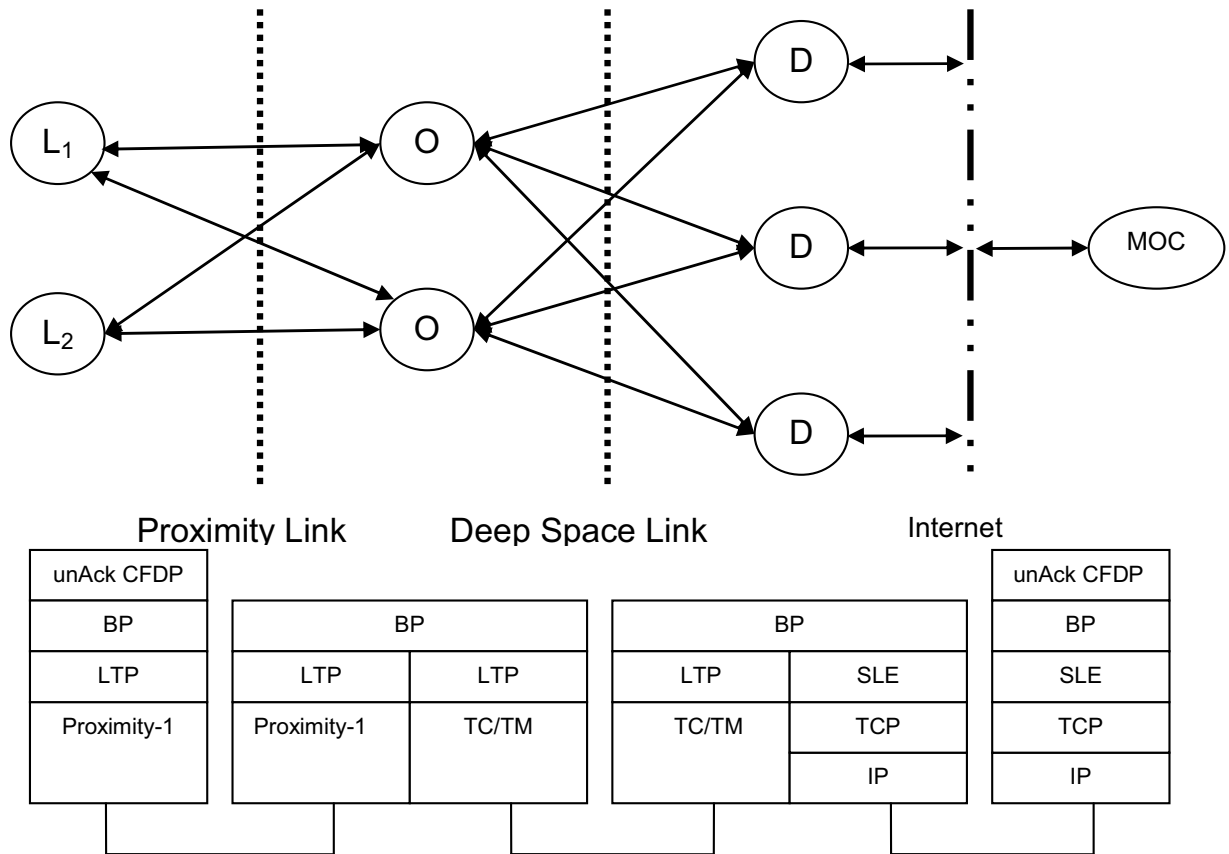 D
L1
O
D
MOC
L2
O
D
Proximity Link
Deep Space Link
Internet
unAck CFDP
unAck CFDP
BP
BP
BP
BP
LTP
LTP
LTP
LTP
SLE
SLE
Proximity-1
Proximity-1
TC/TM
TC/TM
TCP
TCP
IP
IP